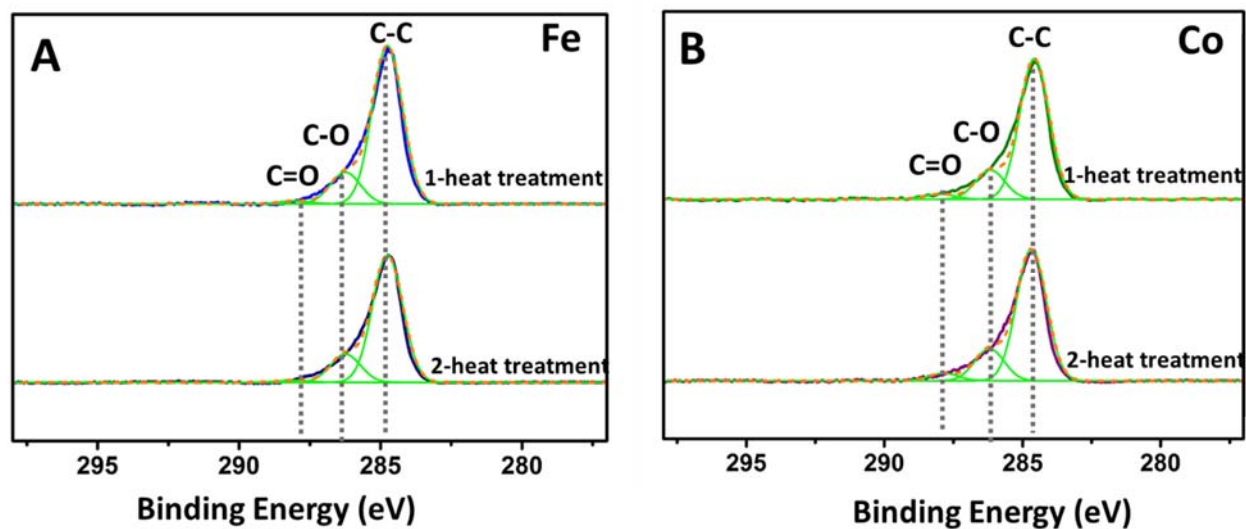 A
Fe
C-C
C-O
C=O
1-heat treatment
2-heat treatment
295 290 285 280
Binding Energy (eV)
B
Co
C-C
C-O
C=O
1-heat treatment
2-heat treatment
295 290 285 280
Binding Energy (eV)